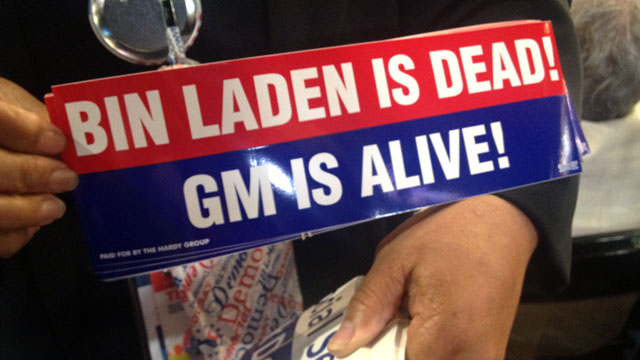 BIN LADEN IS DEAD!
GM IS ALIVE!
PAID FOR BY THE HARDY GROUP